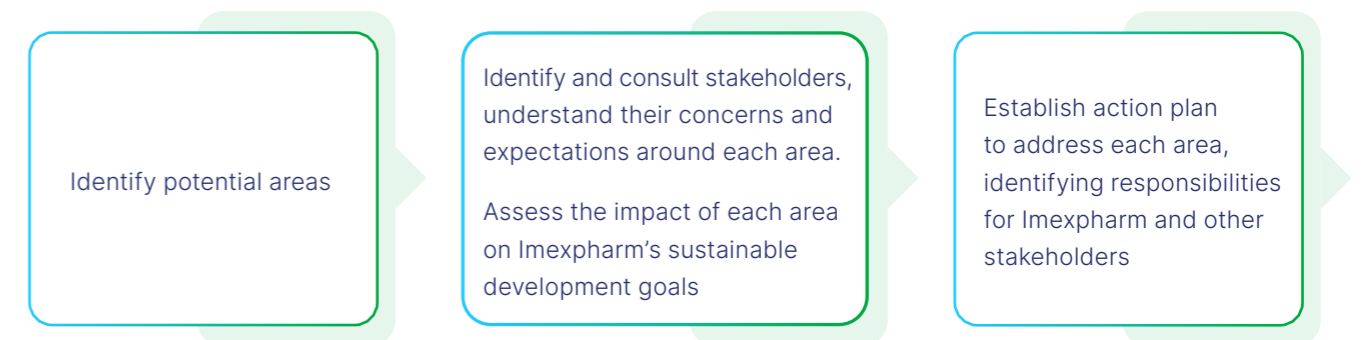 Identify potential areas
Identify and consult stakeholders,
understand their concerns and
expectations around each area.
Assess the impact of each area
on Imexpharm’s sustainable
development goals
Establish action plan
to address each area,
identifying responsibilities
for Imexpharm and other
stakeholders